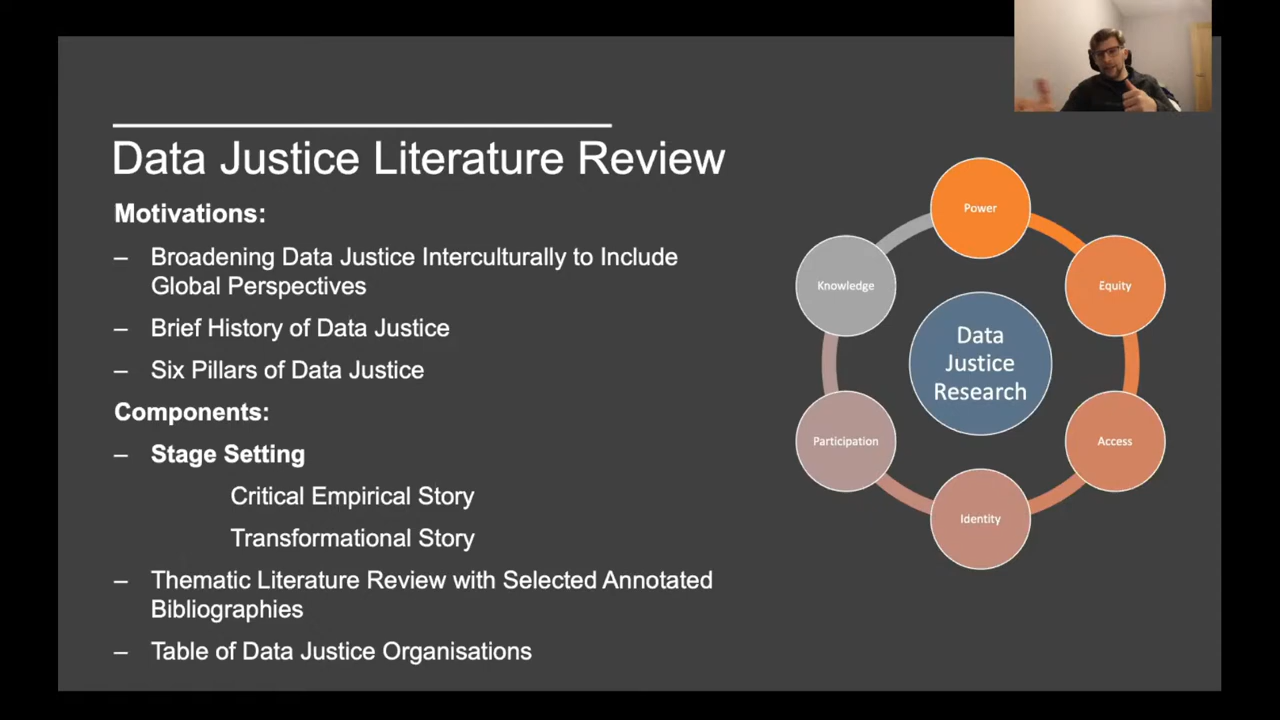 Data Justice Literature Review
Motivations:
– Broadening Data Justice Interculturally to Include
Global Perspectives
– Brief History of Data Justice
– Six Pillars of Data Justice
Components:
– Stage Setting
Critical Empirical Story
Transformational Story
– Thematic Literature Review with Selected Annotated
Bibliographies
– Table of Data Justice Organisations
Power
Equity
Access
Identity
Participation
Knowledge
Data
Justice
Research